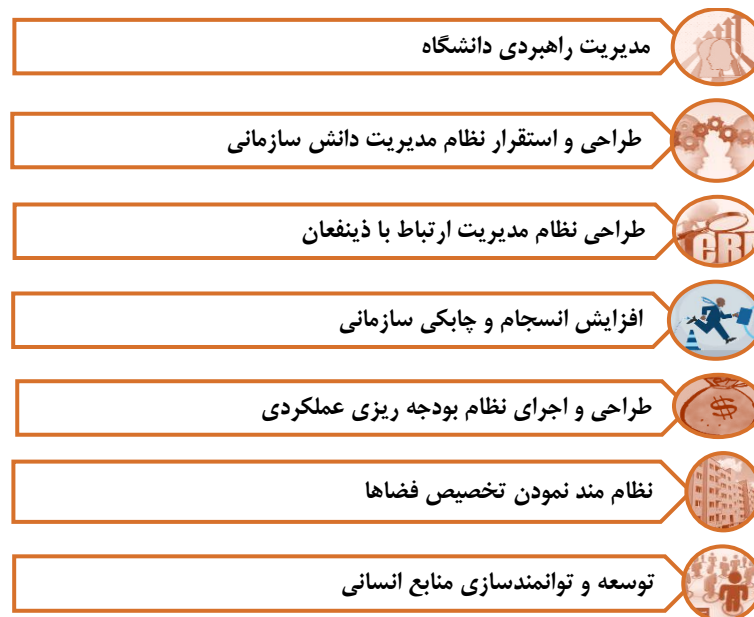 مدیریت راهبردی دانشگاه
طراحی و استقرار نظام مدیریت دانش سازمانی
طراحی نظام مدیریت ارتباط با ذینفعان
افزایش انسجام و چابکی سازمانی
طراحی و اجرای نظام بودجه ریزی عملکردی
نظام مند نمودن تخصیص فضاها
توسعه و توانمندسازی منابع انسانی